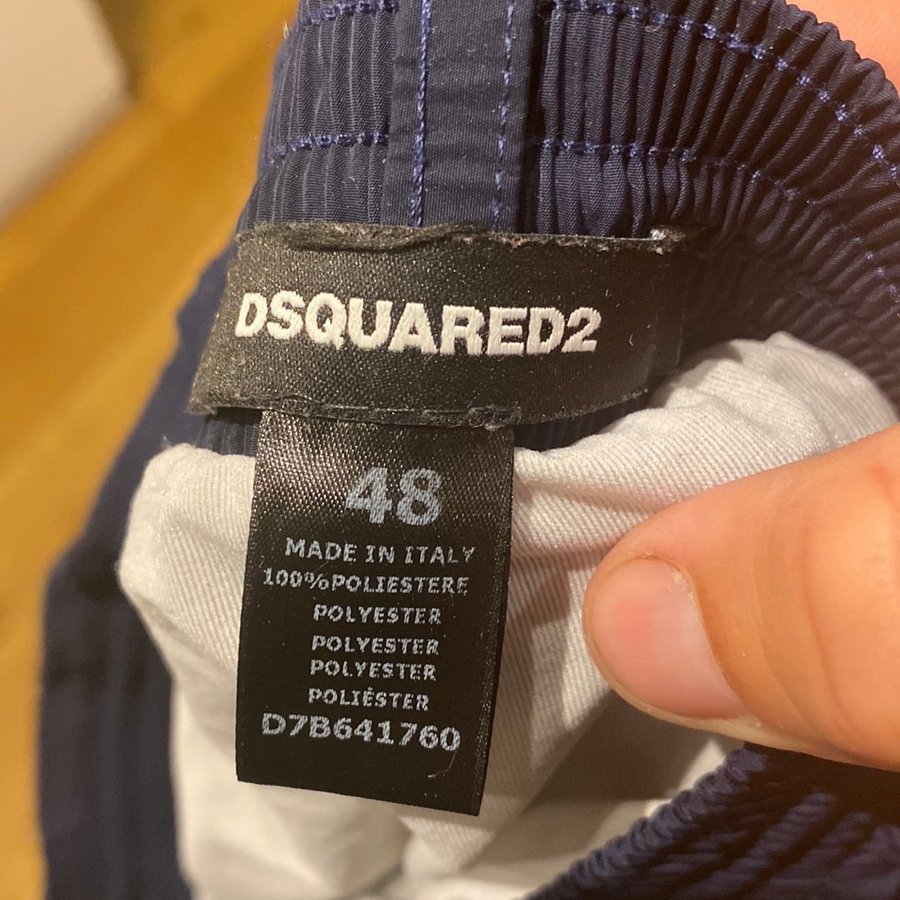 DSQUARED2
48
MADE IN ITALY
100%POLIESTERE
POLYESTER
POLYESTER
POLYESTER
POLIÉSTER
D7B641760